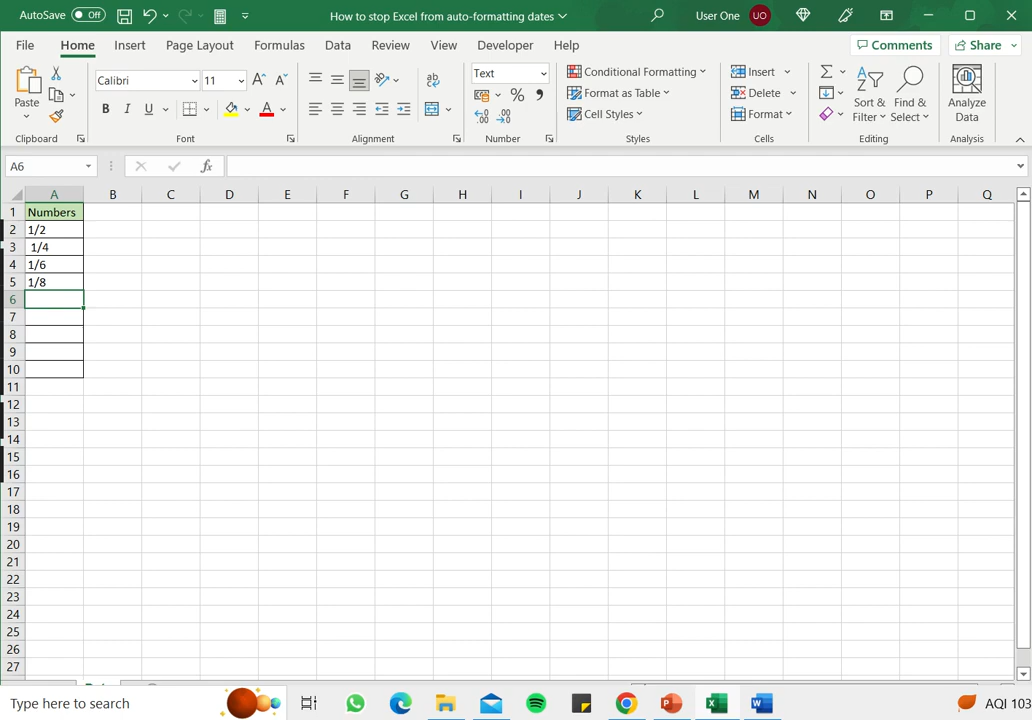 AutoSave Off How to stop Excel from auto-formatting dates User One UO
File Home Insert Page Layout Formulas Data Review View Developer Help Comments Share
Paste Calibri 11 ab Text Conditional Formatting Insert Sort & Find & Analyze
B I U A % Format as Table Delete Filter Select Data
Cell Styles Format
Clipboard Font Alignment Number Styles Cells Editing Analysis
A6 fx
A B C D E F G H I J K L M N O P Q
1 Numbers
2 1/2
3 1/4
4 1/6
5 1/8
6
7
8
9
10
11
12
13
14
15
16
17
18
19
20
21
22
23
24
25
26
27
Type here to search AQI 103